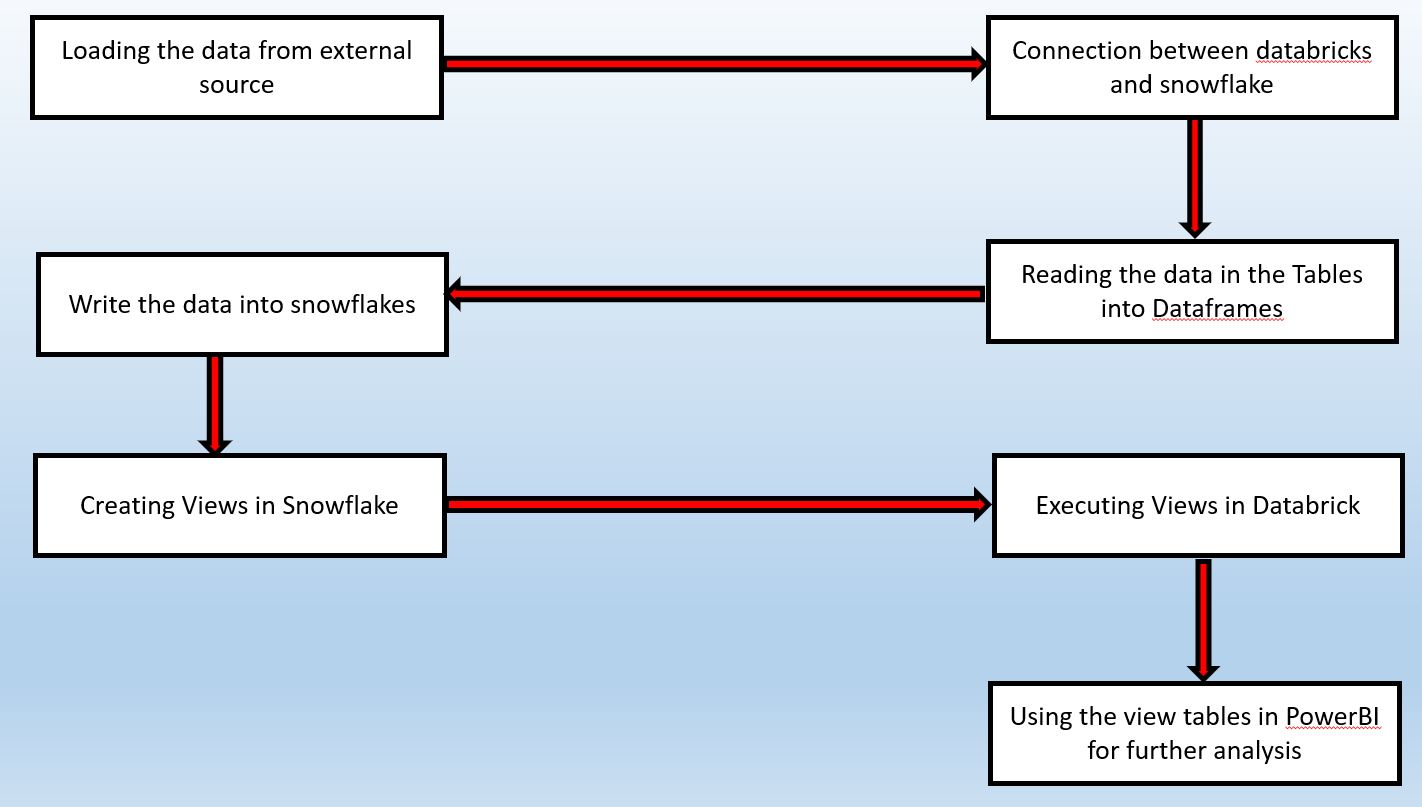 Loading the data from external
source
Connection between databricks
and snowflake
Reading the data in the Tables
into Dataframes
Write the data into snowflakes
Creating Views in Snowflake
Executing Views in Databrick
Using the view tables in PowerBI
for further analysis